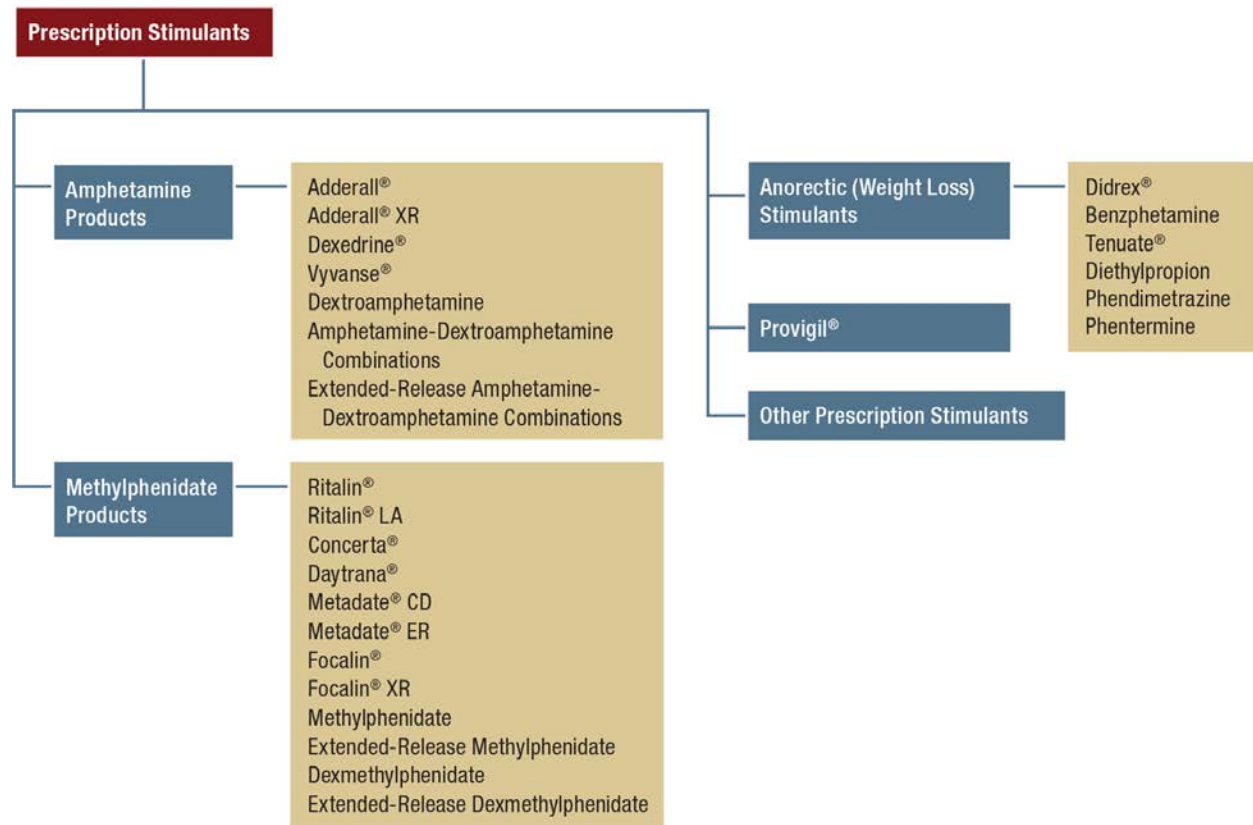 Prescription Stimulants
Amphetamine
Products
Adderall®
Adderall® XR
Dexedrine®
Vyvanse®
Dextroamphetamine
Amphetamine-Dextroamphetamine
Combinations
Extended-Release Amphetamine-
Dextroamphetamine Combinations
Methylphenidate
Products
Ritalin®
Ritalin® LA
Concerta®
Daytrana®
Metadate® CD
Metadate® ER
Focalin®
Focalin® XR
Methylphenidate
Extended-Release Methylphenidate
Dexmethylphenidate
Extended-Release Dexmethylphenidate
Anorectic (Weight Loss)
Stimulants
Didrex®
Benzphetamine
Tenuate®
Diethylpropion
Phendimetrazine
Phentermine
Provigil®
Other Prescription Stimulants